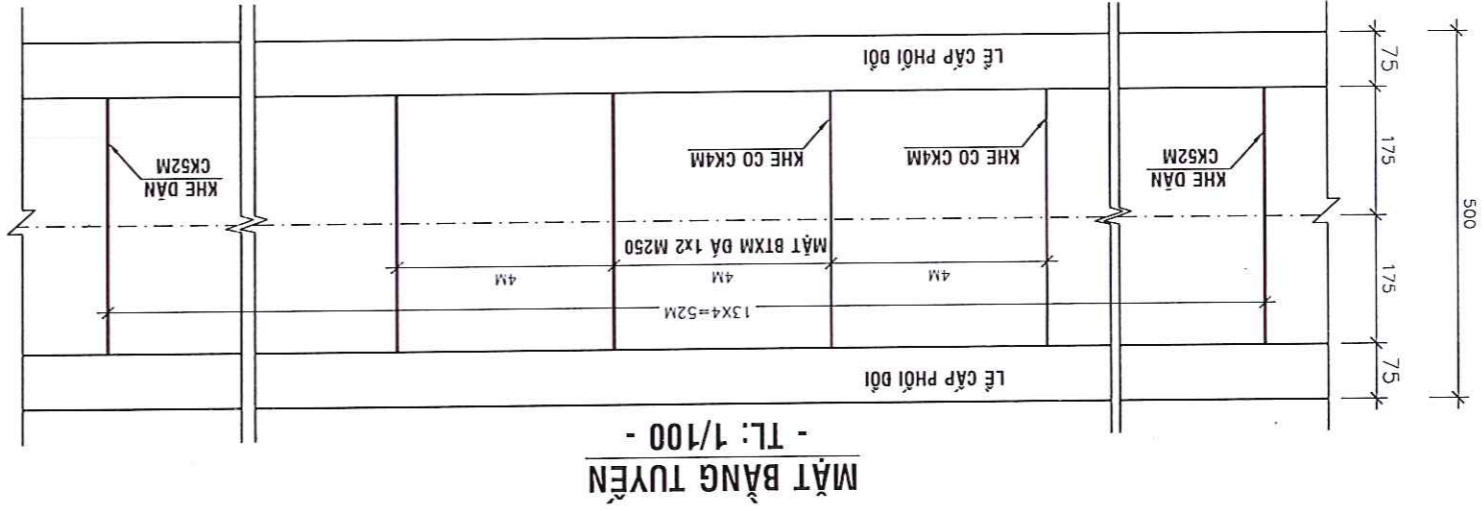 MẶT BẰNG TUYẾN
- TL: 1/100 -
LỀ CẤP PHỐI ĐỒI
75
13X4=52M
175
4M
4M
4M
MẶT BTXM ĐÁ 1x2 M250
500
KHE DẪN
CK52M
KHE CO CK4M
KHE CO CK4M
KHE DẪN
CK52M
175
LỀ CẤP PHỐI ĐỒI
75